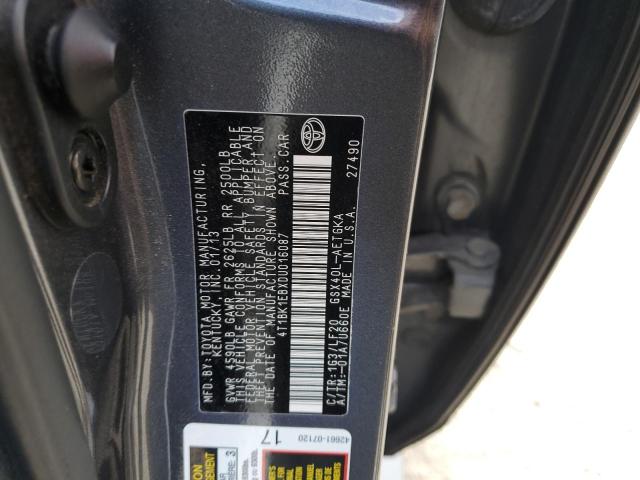 MFD. BY: TOYOTA MOTOR MANUFACTURING,
KENTUCKY, INC. 01/13
GVWR 4590LB GAWR FR 2625LB RR 2500LB
THIS VEHICLE CONFORMS TO ALL APPLICABLE
FEDERAL MOTOR VEHICLE SAFETY, BUMPER, AND
THEFT PREVENTION STANDARDS IN EFFECT ON
THE DATE OF MANUFACTURE SHOWN ABOVE.
4T1BK1EBXDU016087 PASS.CAR
C/TR:1G3/LF20 GSX40L-AETGKA 27490
A/TM:-01A/U660E MADE IN U.S.A.
17
42661-07120